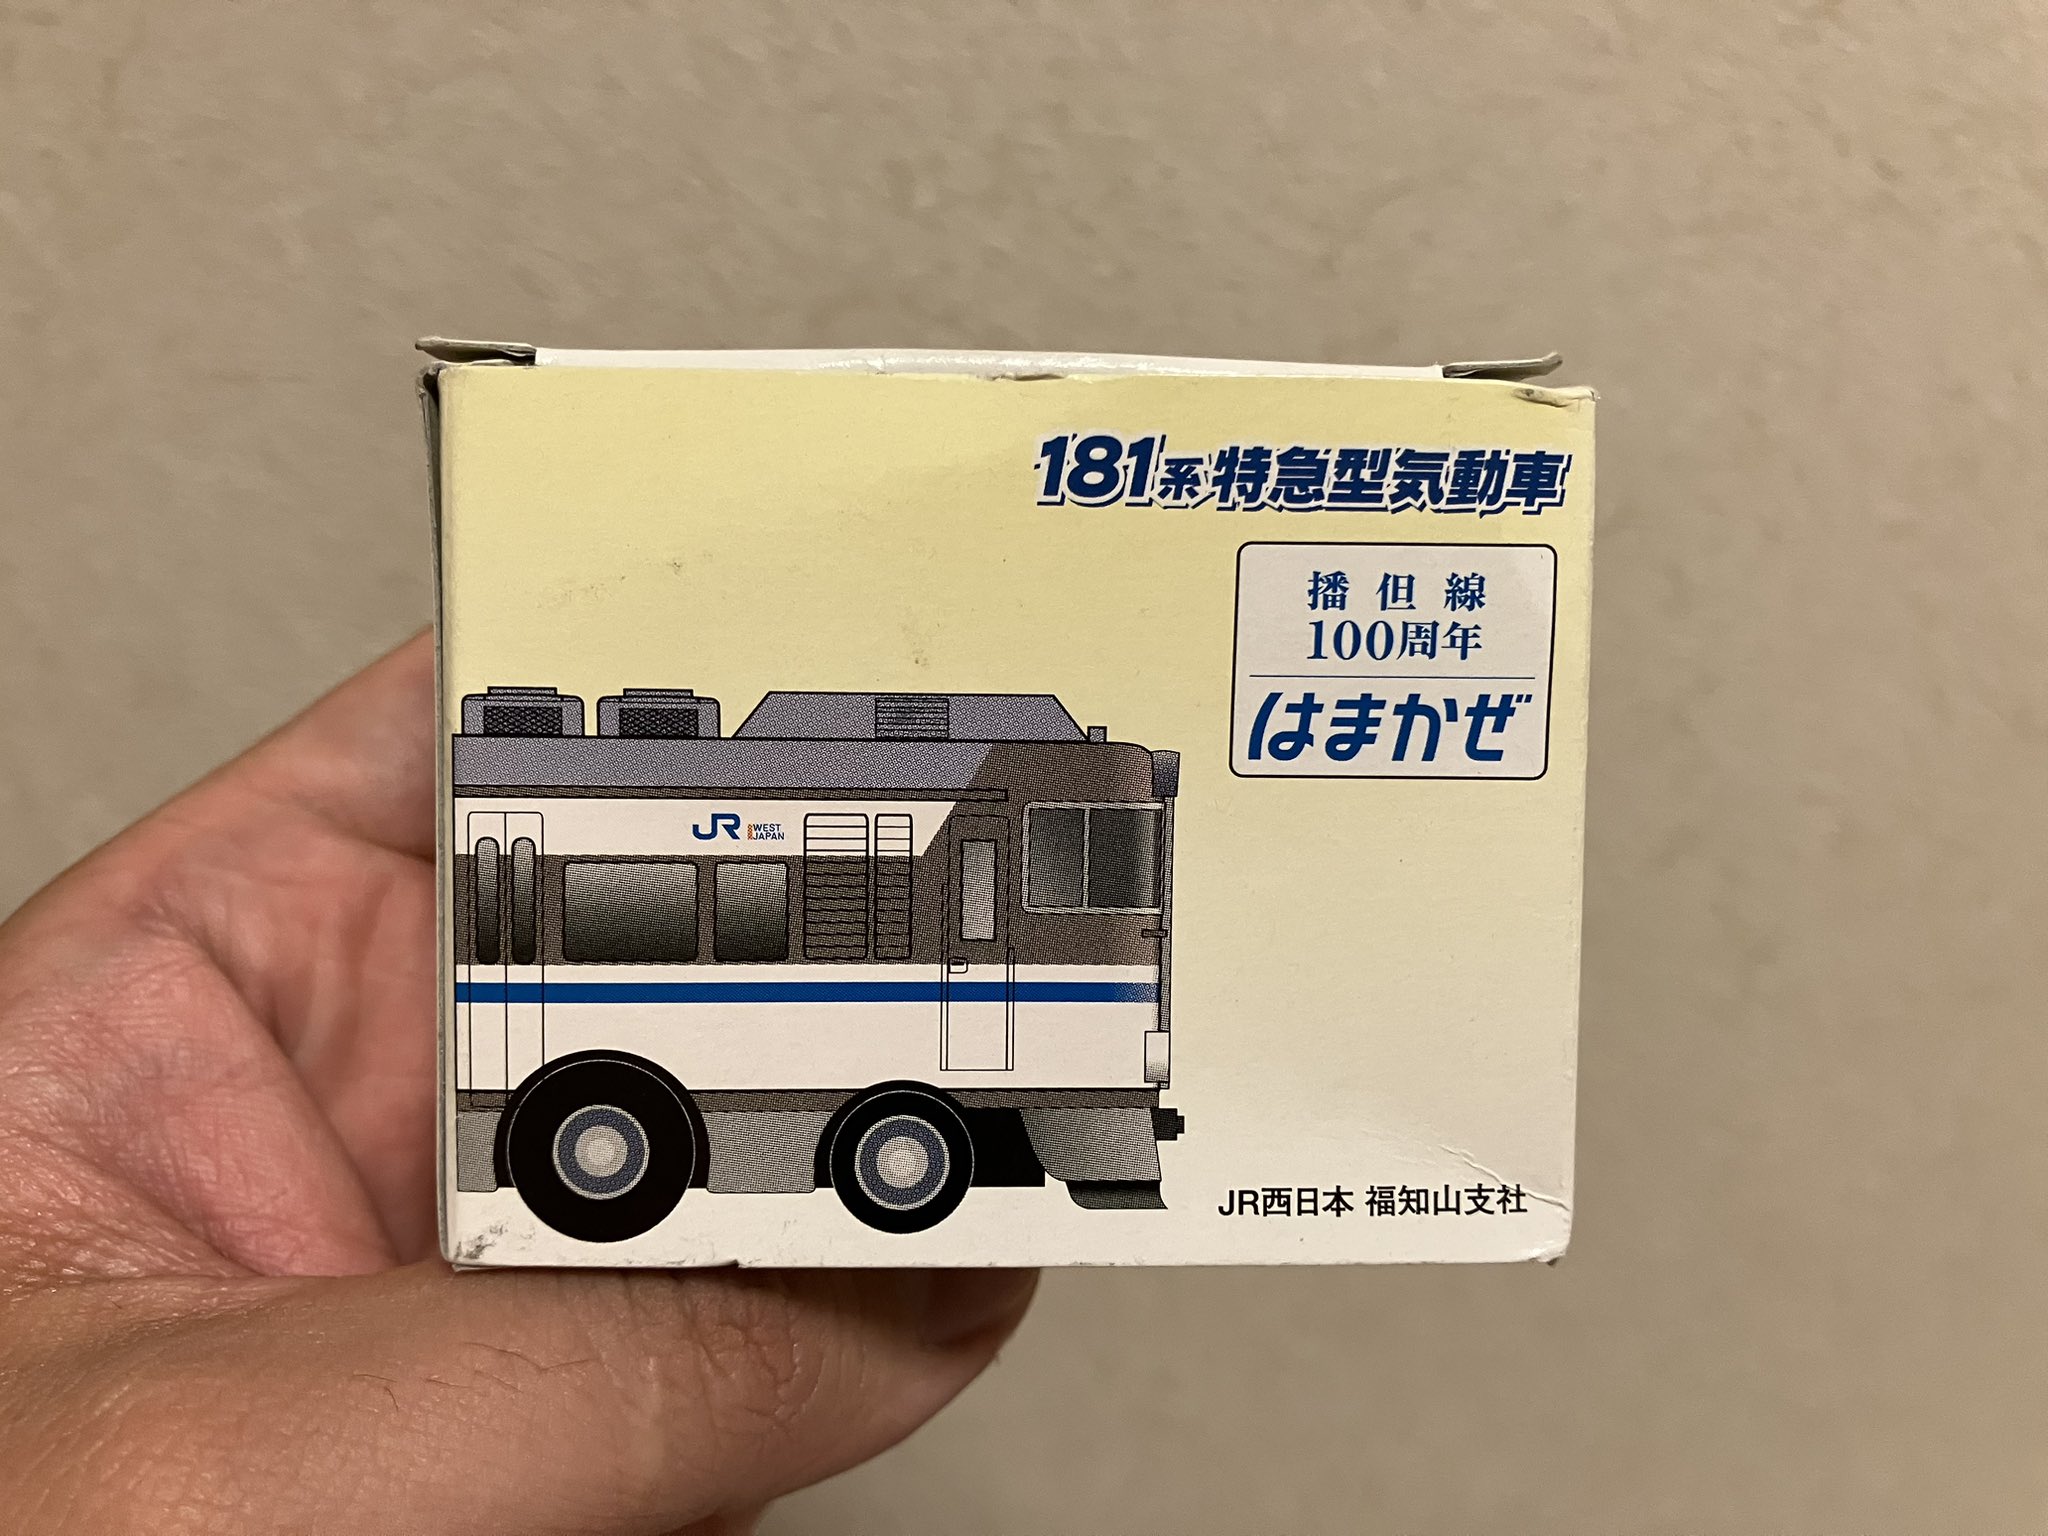 181系特急型気動車
播但線
100周年
はまかぜ
JR WEST JAPAN
JR西日本 福知山支社